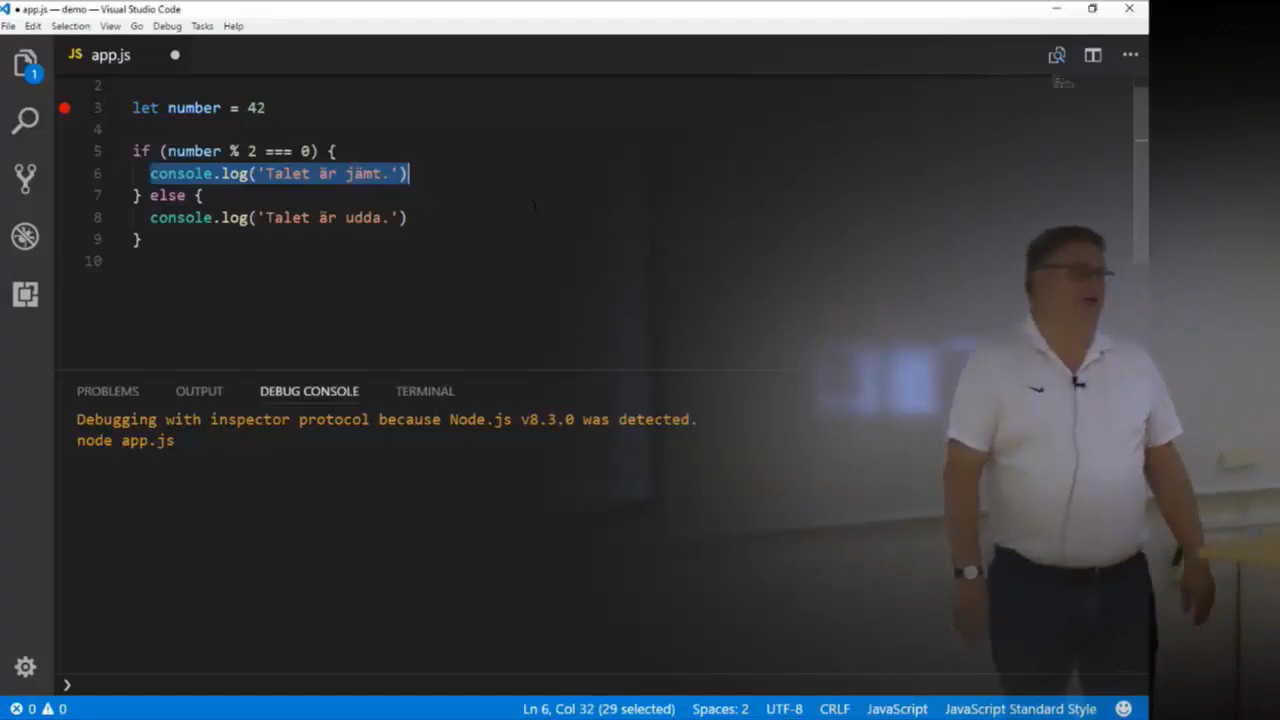 ● app.js — demo — Visual Studio Code
File Edit Selection View Go Debug Tasks Help
1
JS app.js
2
3 let number = 42
4
5 if (number % 2 === 0) {
6 console.log('Talet är jämt.')
7 } else {
8 console.log('Talet är udda.')
9 }
10
PROBLEMS OUTPUT DEBUG CONSOLE TERMINAL
Debugging with inspector protocol because Node.js v8.3.0 was detected.
node app.js
0 0 Ln 6, Col 32 (29 selected) Spaces: 2 UTF-8 CRLF JavaScript JavaScript Standard Style